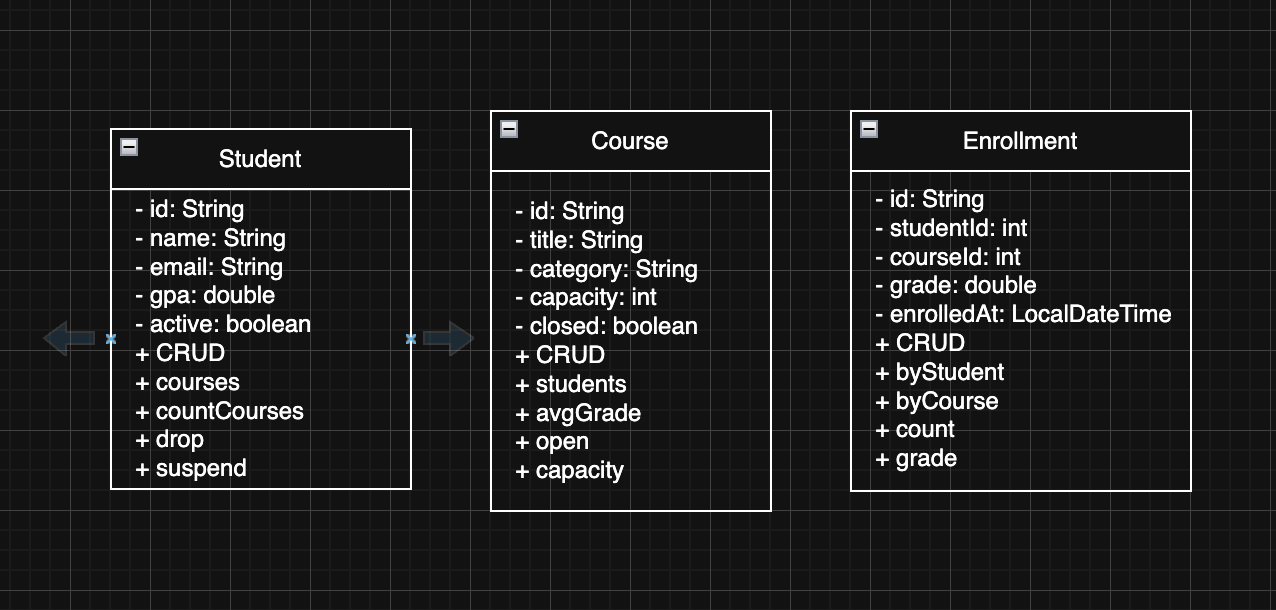 Student
- id: String
- name: String
- email: String
- gpa: double
- active: boolean
+ CRUD
+ courses
+ countCourses
+ drop
+ suspend
Course
- id: String
- title: String
- category: String
- capacity: int
- closed: boolean
+ CRUD
+ students
+ avgGrade
+ open
+ capacity
Enrollment
- id: String
- studentId: int
- courseId: int
- grade: double
- enrolledAt: LocalDateTime
+ CRUD
+ byStudent
+ byCourse
+ count
+ grade